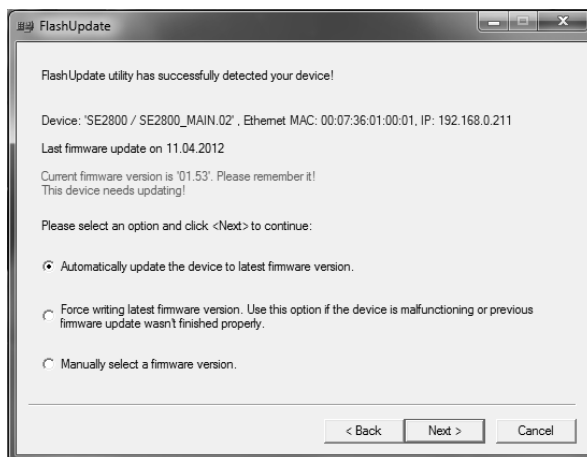 FlashUpdate
FlashUpdate utility has successfully detected your device!
Device: 'SE2800 / SE2800_MAIN.02' , Ethernet MAC: 00:07:36:01:00:01, IP: 192.168.0.211
Last firmware update on 11.04.2012
Current firmware version is '01.53'. Please remember it!
This device needs updating!
Please select an option and click <Next> to continue:
Automatically update the device to latest firmware version.
Force writing latest firmware version. Use this option if the device is malfunctioning or previous
firmware update wasn't finished properly.
Manually select a firmware version.
< Back Next > Cancel